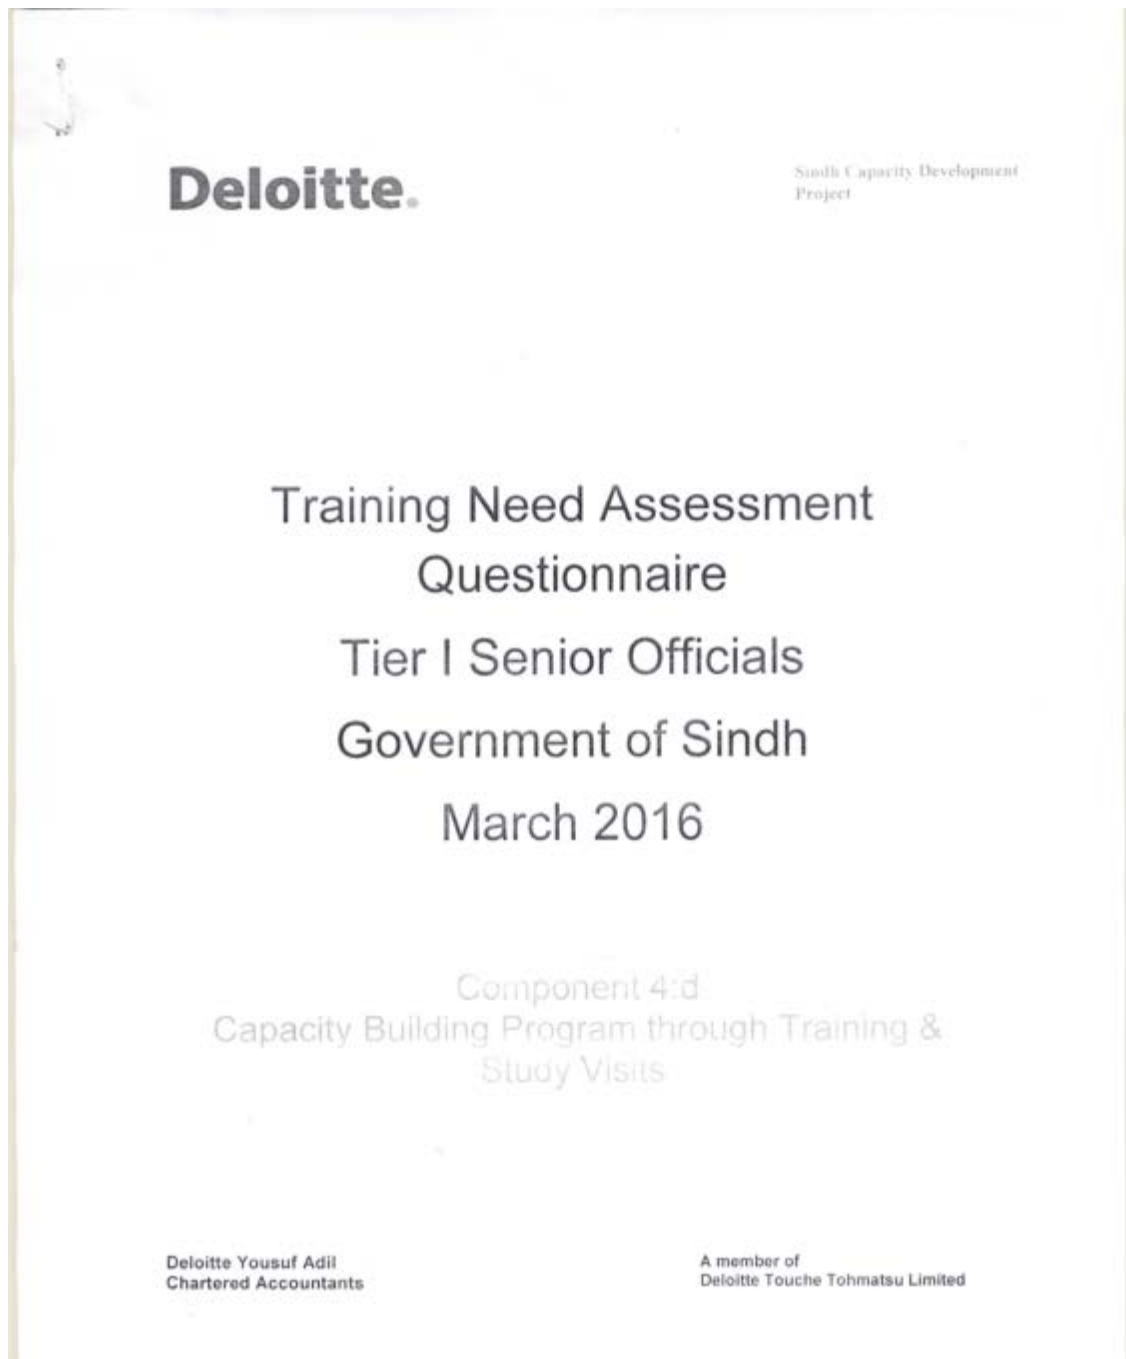 Deloitte.
Sindh Capacity Development
Project
Training Need Assessment
Questionnaire
Tier I Senior Officials
Government of Sindh
March 2016
Component 4:d
Capacity Building Program through Training &
Study Visits
Deloitte Yousuf Adil
Chartered Accountants
A member of
Deloitte Touche Tohmatsu Limited